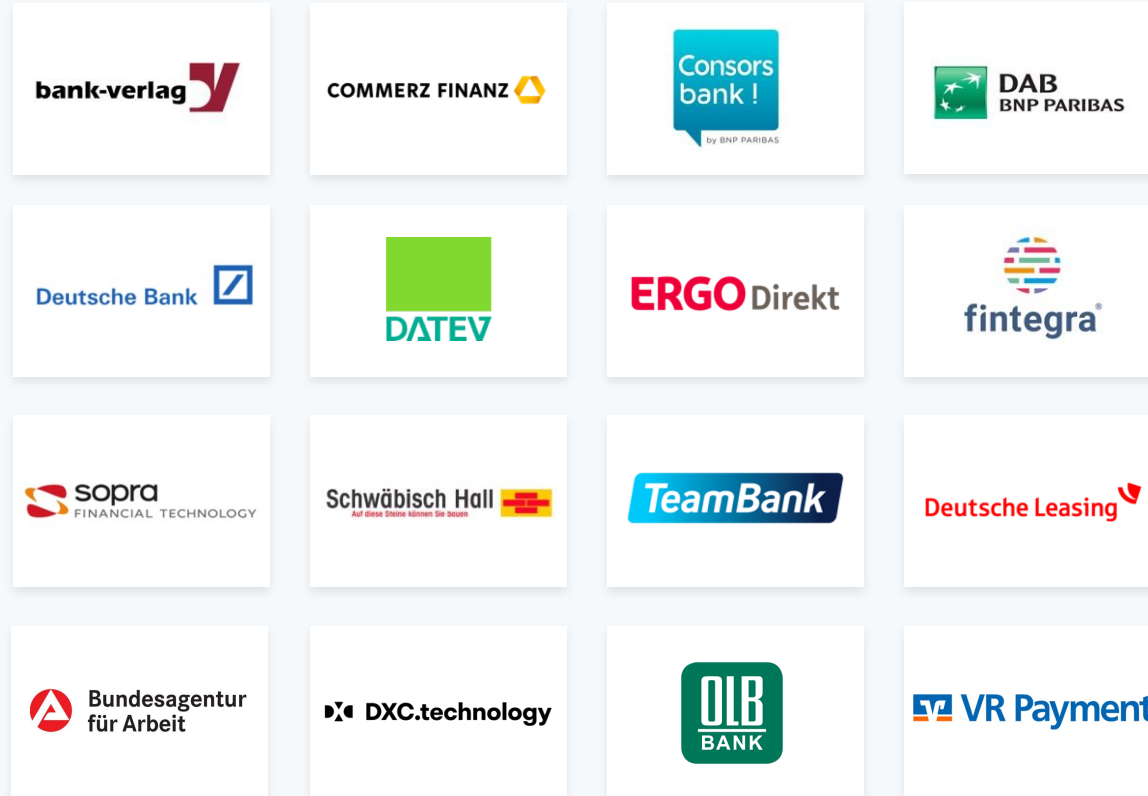 bank-verlag
COMMERZ FINANZ
Consors
bank !
by BNP PARIBAS
DAB
BNP PARIBAS
Deutsche Bank
DATEV
ERGO Direkt
fintegra®
sopra
FINANCIAL TECHNOLOGY
Schwäbisch Hall
Auf diese Steine können Sie bauen
TeamBank
Deutsche Leasing
Bundesagentur
für Arbeit
DXC.technology
OLB
BANK
VR Payment